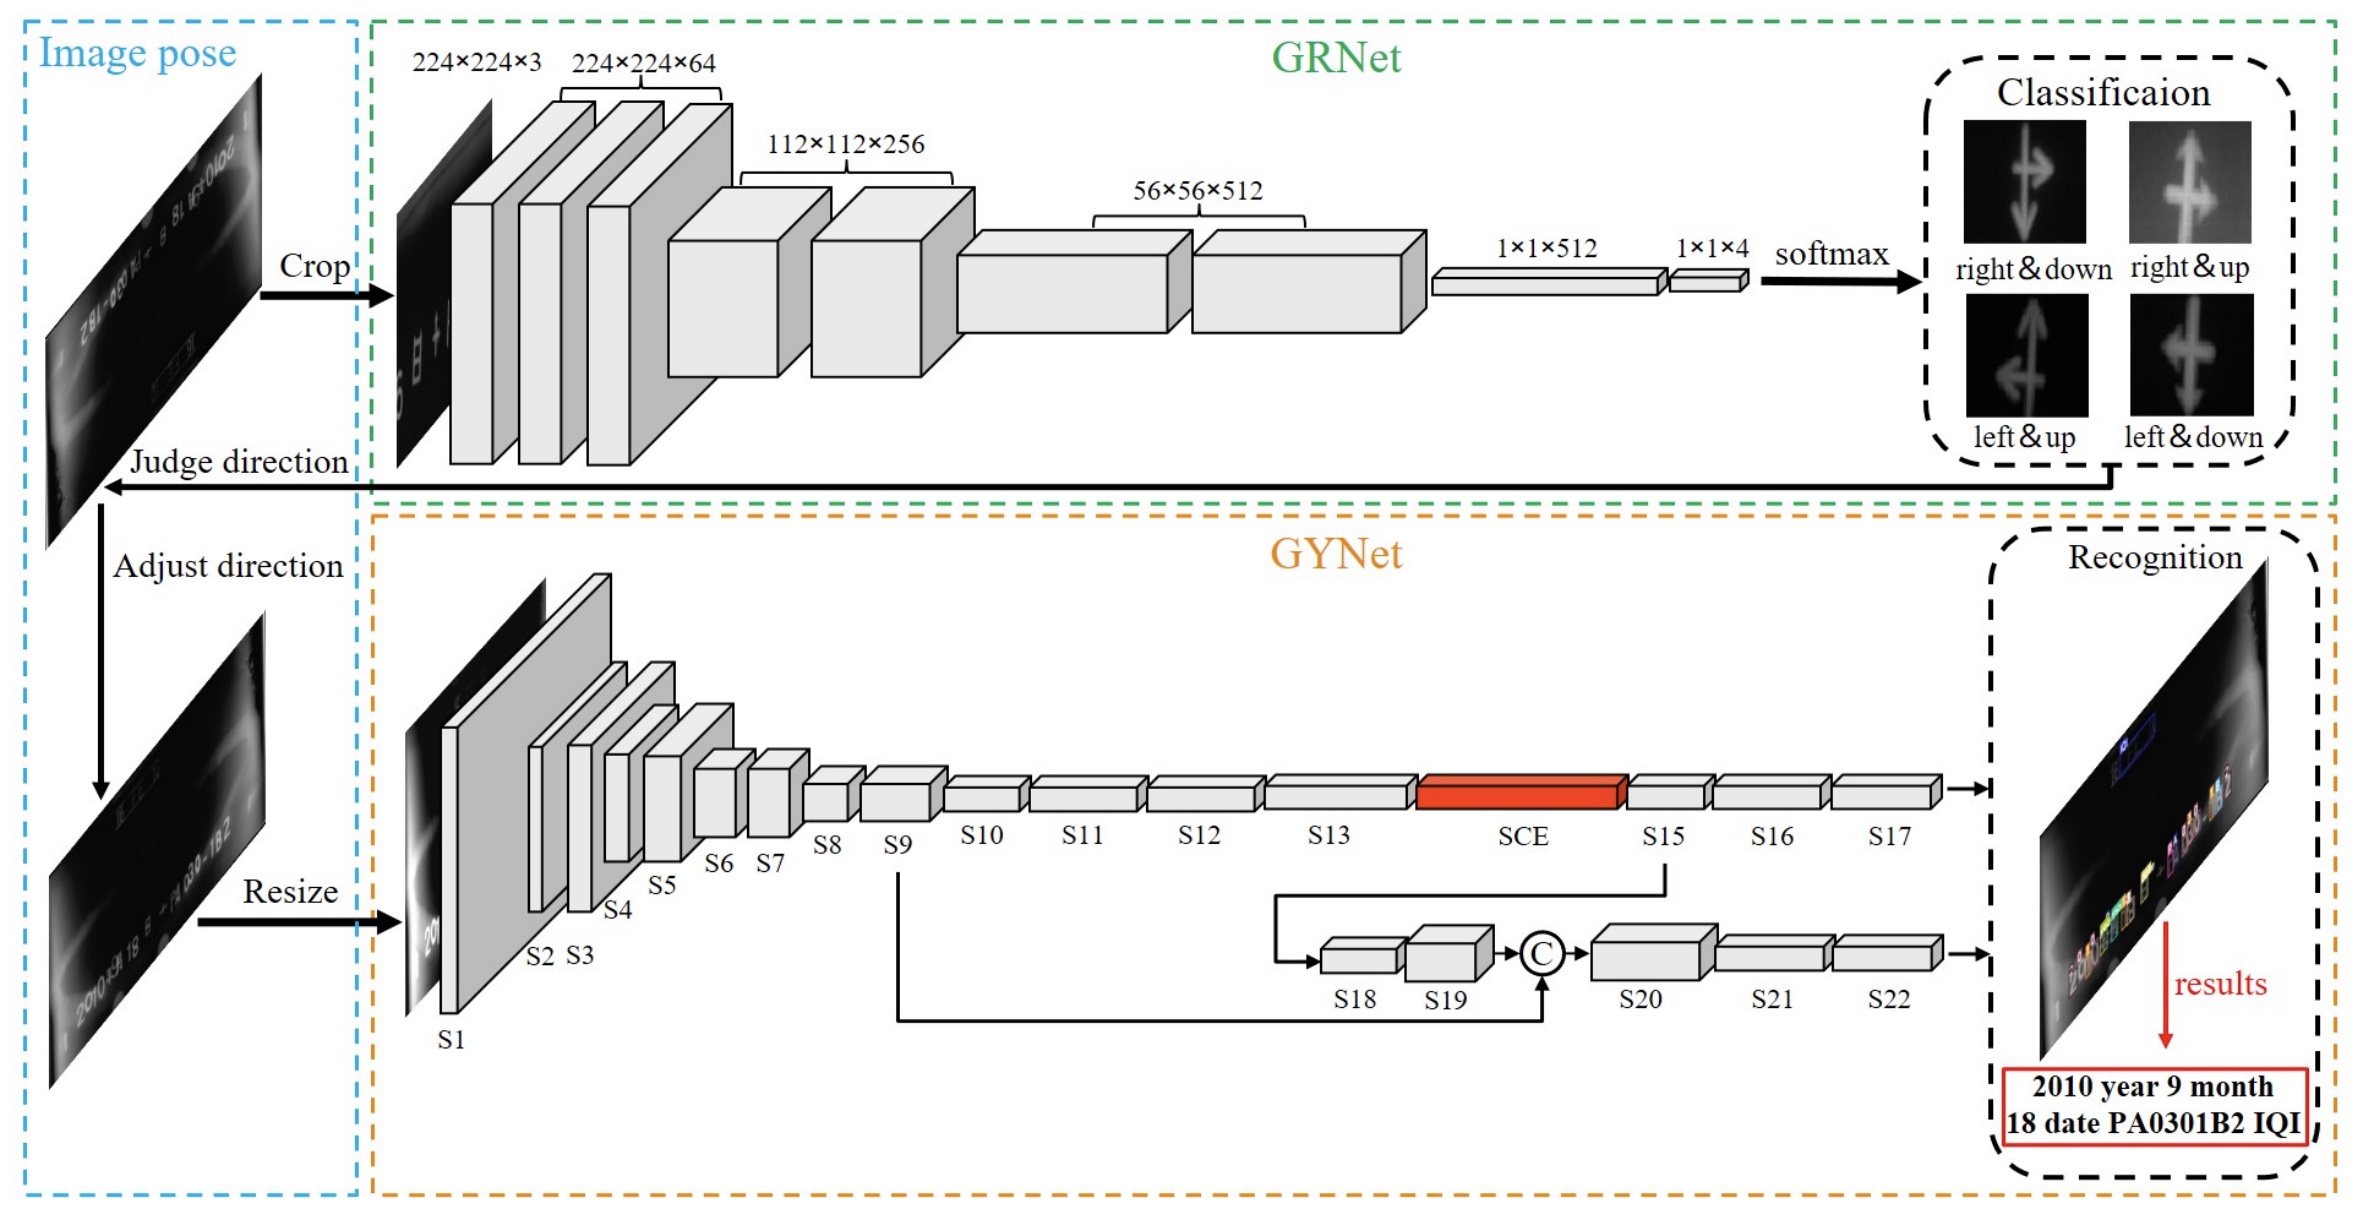 Image pose
GRNet
224×224×3
224×224×64
112×112×256
56×56×512
1×1×512
1×1×4
Crop
softmax
Classificaion
right&down
right&up
left&up
left&down
Judge direction
Adjust direction
Resize
GYNet
S1
S2
S3
S4
S5
S6
S7
S8
S9
S10
S11
S12
S13
SCE
S15
S16
S17
S18
S19
C
S20
S21
S22
Recognition
results
2010 year 9 month
18 date PA0301B2 IQI